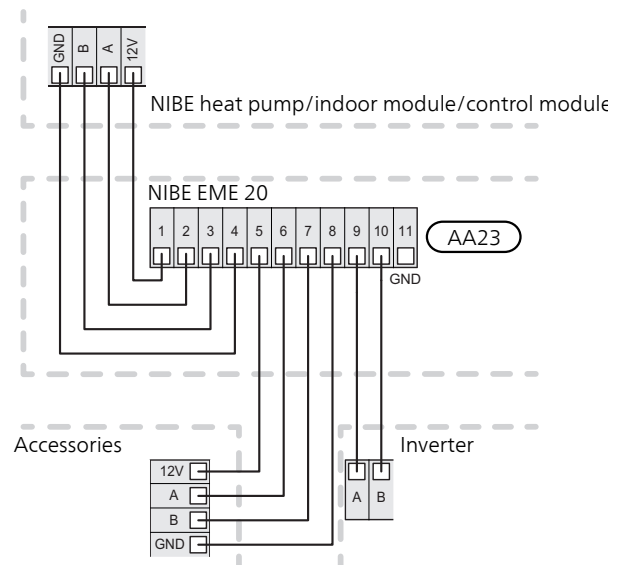 GND B A 12V
NIBE heat pump/indoor module/control module
NIBE EME 20
1 2 3 4 5 6 7 8 9 10 11
AA23
GND
Accessories
Inverter
12V
A
B
GND
A B